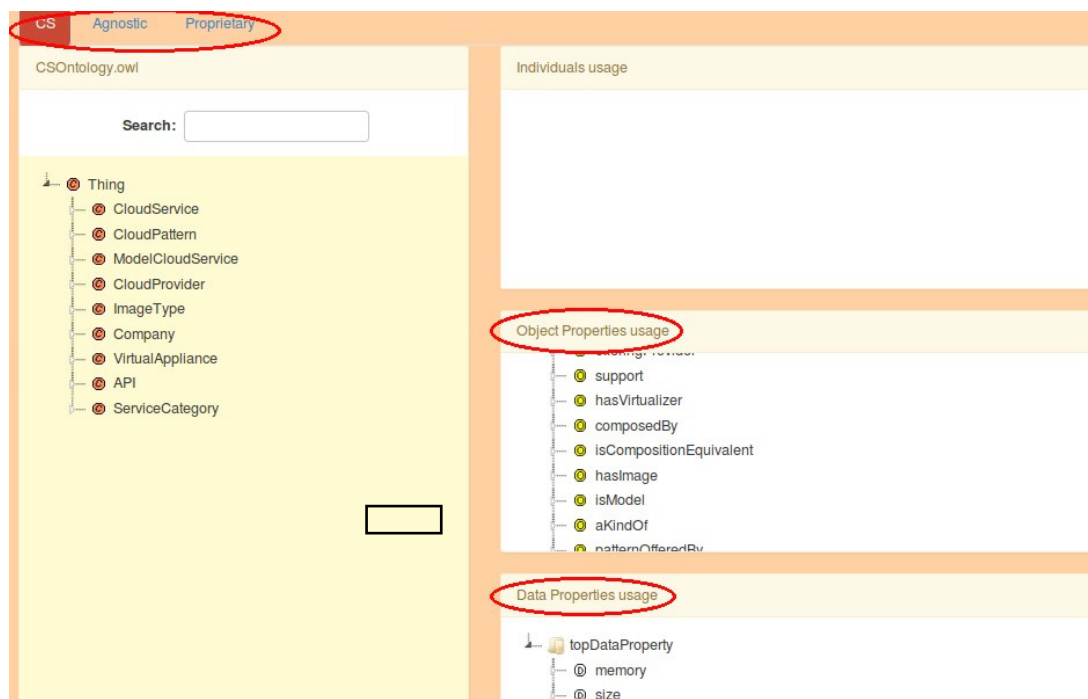 CS Agnostic Proprietary
CSOntology.owl
Search:
Thing
CloudService
CloudPattern
ModelCloudService
CloudProvider
ImageType
Company
VirtualAppliance
API
ServiceCategory
Individuals usage
Object Properties usage
support
hasVirtualizer
composedBy
isCompositionEquivalent
hasImage
isModel
aKindOf
patternOfferedBy
Data Properties usage
topDataProperty
memory
size